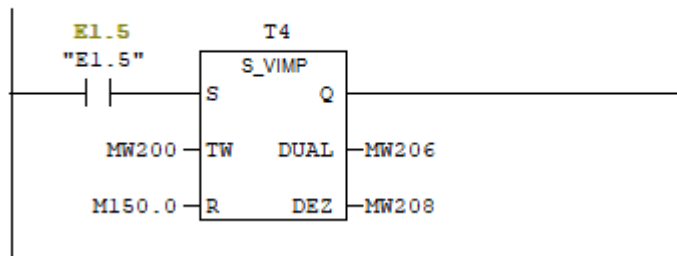 E1.5 T4
"E1.5" S_VIMP
S Q
MW200 TW DUAL MW206
M150.0 R DEZ MW208